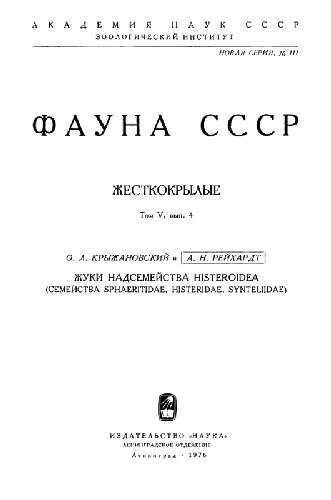 АКАДЕМИЯ НАУК СССР
ЗООЛОГИЧЕСКИЙ ИНСТИТУТ
НОВАЯ СЕРИЯ, № 111
ФАУНА СССР
ЖЕСТКОКРЫЛЫЕ
Том V, вып. 4
О. Л. КРЫЖАНОВСКИЙ и А. Н. РЕЙХАРДТ
ЖУКИ НАДСЕМЕЙСТВА HISTEROIDEA
(СЕМЕЙСТВА SPHAERITIDAE, HISTERIDAE, SYNTELIIDAE)
ИЗДАТЕЛЬСТВО «НАУКА»
ЛЕНИНГРАДСКОЕ ОТДЕЛЕНИЕ
Ленинград · 1976